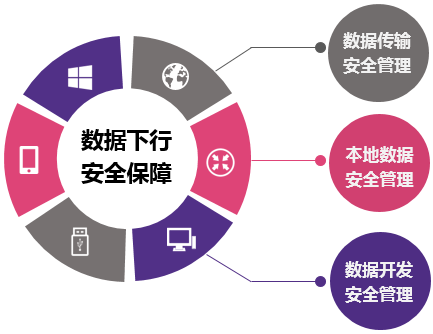 数据下行
安全保障
数据传输
安全管理
本地数据
安全管理
数据开发
安全管理